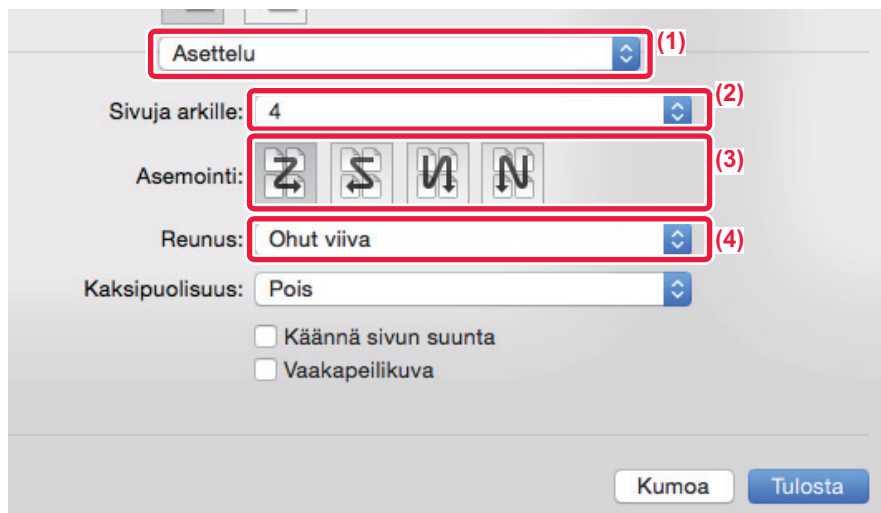 Asettelu
(1)
Sivuja arkille: 4
(2)
Asemointi:
(3)
Reunus: Ohut viiva
(4)
Kaksipuolisuus: Pois
Käännä sivun suunta
Vaakapeilikuva
Kumoa Tulosta